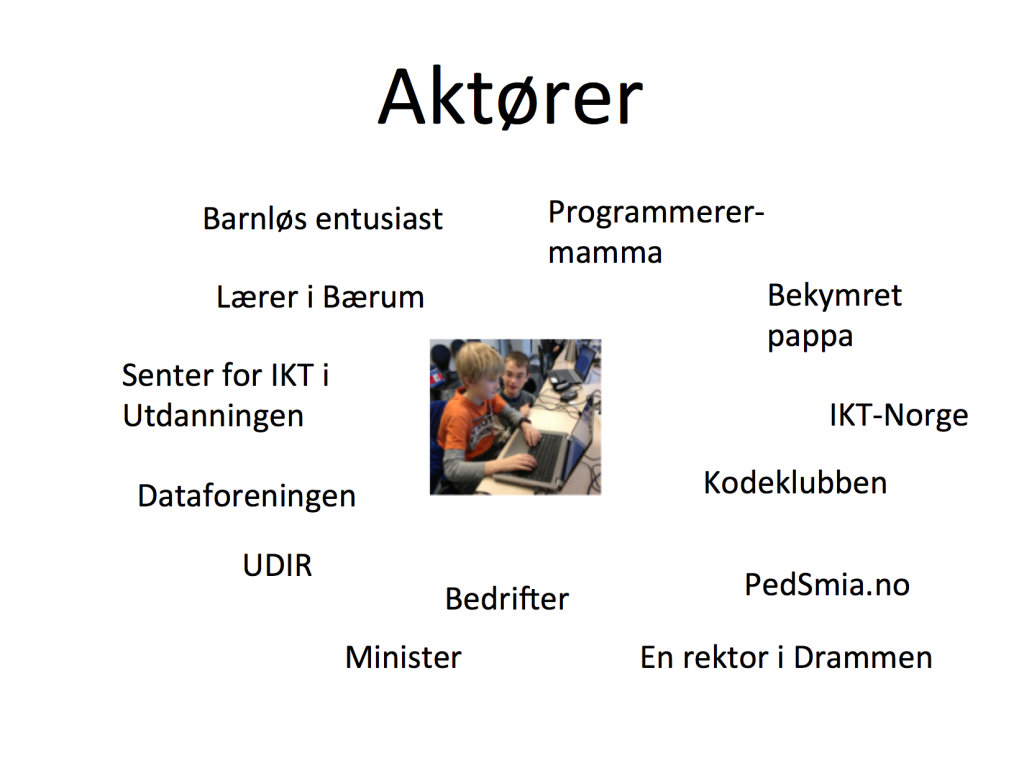 Aktører
Barnløs entusiast
Programmerer-
mamma
Lærer i Bærum
Bekymret
pappa
Senter for IKT i
Utdanningen
IKT-Norge
Kodeklubben
Dataforeningen
UDIR
PedSmia.no
Bedrifter
Minister
En rektor i Drammen